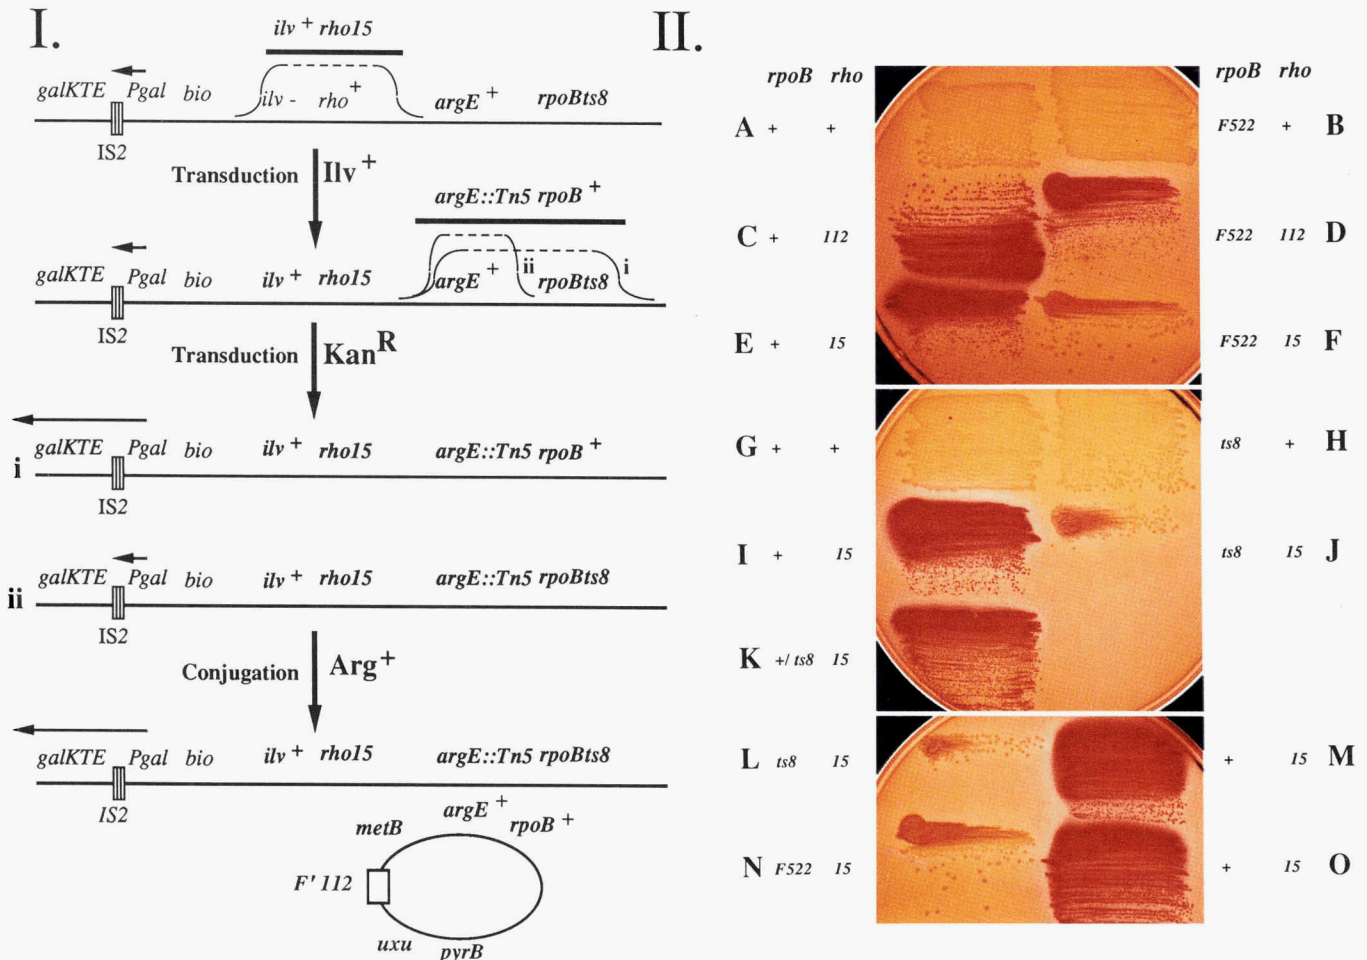 I.
ilv + rho15
galKTE Pgal bio ilv - rho + argE + rpoBts8
IS2
Transduction Ilv +
argE::Tn5 rpoB +
galKTE Pgal bio ilv + rho15 argE + ii rpoBts8 i
IS2
Transduction Kan R
galKTE Pgal bio ilv + rho15 argE::Tn5 rpoB +
i
IS2
galKTE Pgal bio ilv + rho15 argE::Tn5 rpoBts8
ii
IS2
Conjugation Arg +
galKTE Pgal bio ilv + rho15 argE::Tn5 rpoBts8
IS2
argE +
metB rpoB +
F' 112
uxu pyrB
II.
rpoB rho rpoB rho
A + + F522 + B
C + 112 F522 112 D
E + 15 F522 15 F
G + + ts8 + H
I + 15 ts8 15 J
K +/ ts8 15
L ts8 15 + 15 M
N F522 15 + 15 O